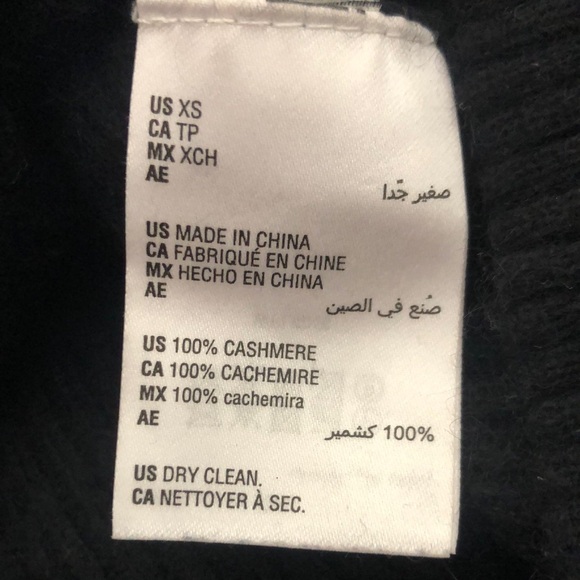 US XS
CA TP
MX XCH
AE
صغير جّدا
US MADE IN CHINA
CA FABRIQUÉ EN CHINE
MX HECHO EN CHINA
AE
صُنع في الصين
US 100% CASHMERE
CA 100% CACHEMIRE
MX 100% cachemira
AE
100% كشمير
US DRY CLEAN.
CA NETTOYER À SEC.